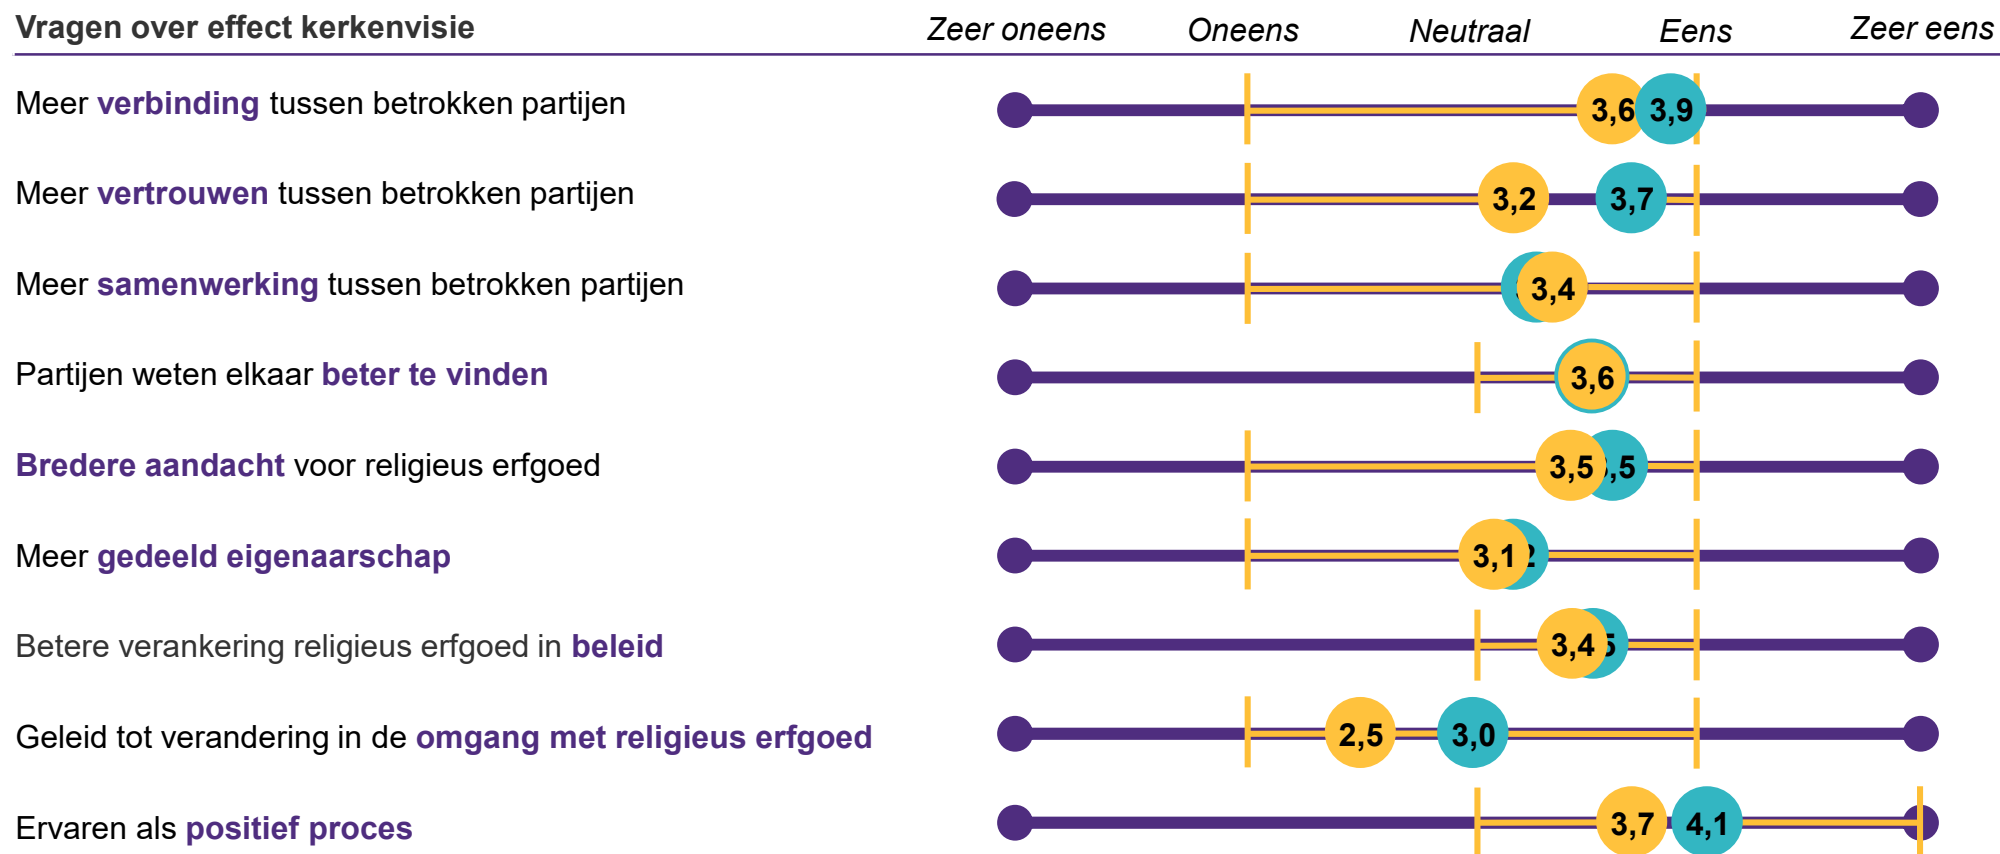 Vragen over effect kerkenvisie Zeer oneens Oneens Neutraal Eens Zeer eens
Meer verbinding tussen betrokken partijen 3,6 3,9
Meer vertrouwen tussen betrokken partijen 3,2 3,7
Meer samenwerking tussen betrokken partijen 3,4
Partijen weten elkaar beter te vinden 3,6
Bredere aandacht voor religieus erfgoed 3,5 ,5
Meer gedeeld eigenaarschap 3,1 2
Betere verankering religieus erfgoed in beleid 3,4 5
Geleid tot verandering in de omgang met religieus erfgoed 2,5 3,0
Ervaren als positief proces 3,7 4,1